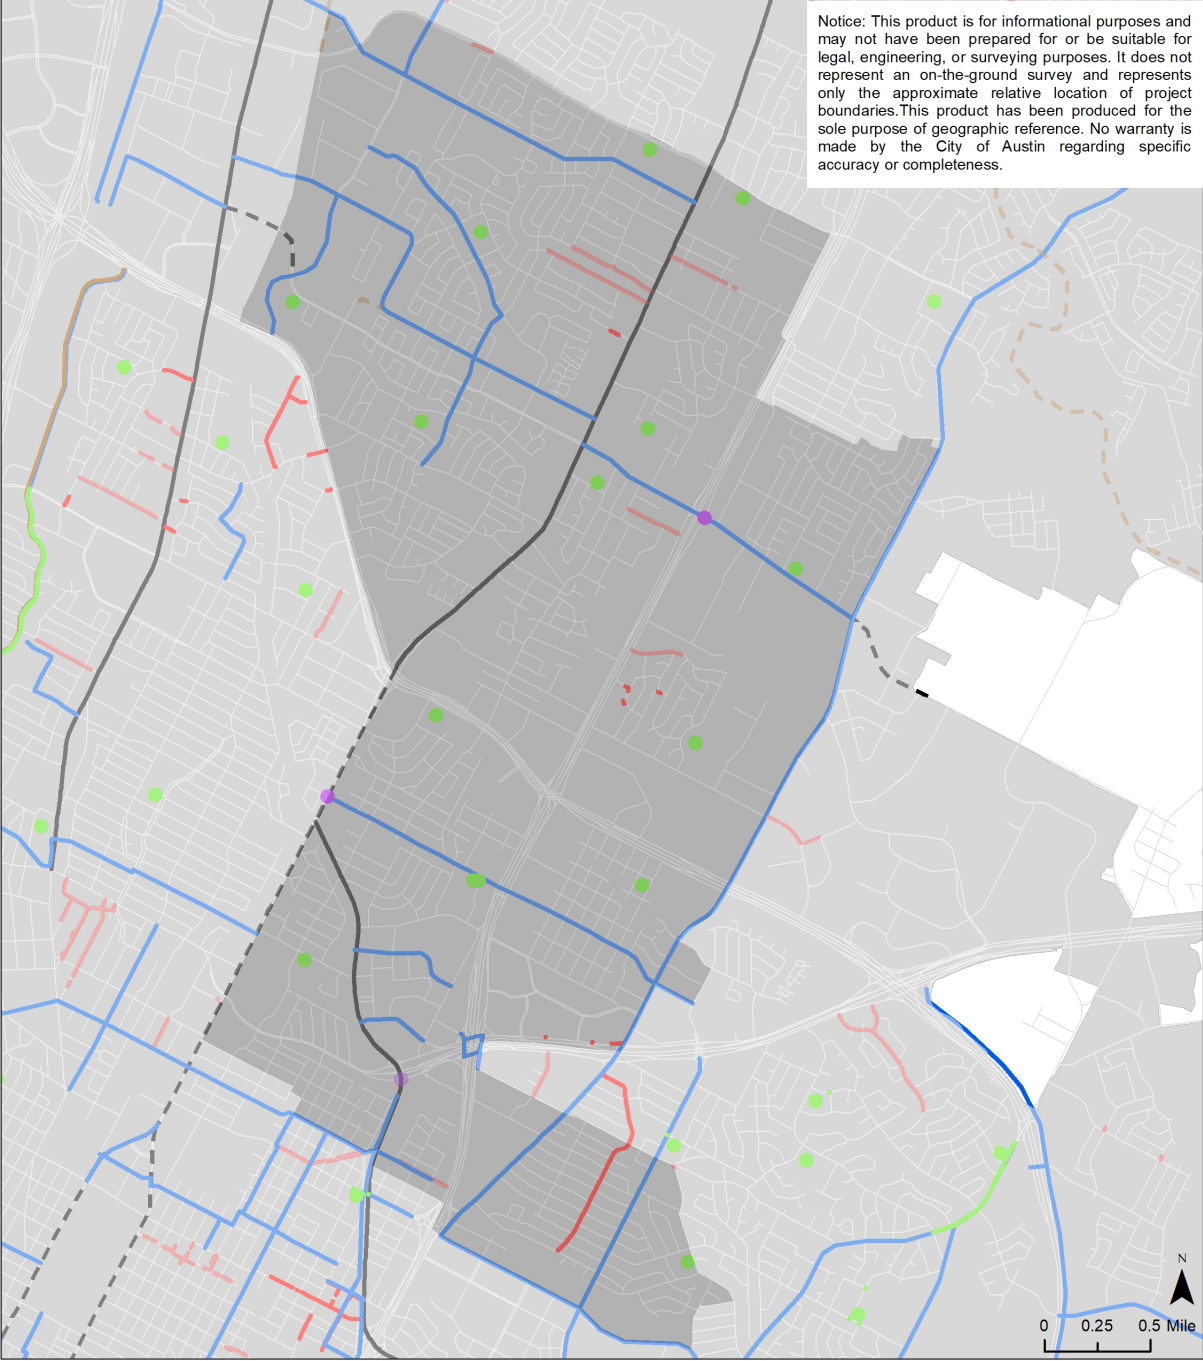 Notice: This product is for informational purposes and
may not have been prepared for or be suitable for
legal, engineering, or surveying purposes. It does not
represent an on-the-ground survey and represents
only the approximate relative location of project
boundaries.This product has been produced for the
sole purpose of geographic reference. No warranty is
made by the City of Austin regarding specific
accuracy or completeness.
N
0 0.25 0.5 Mile